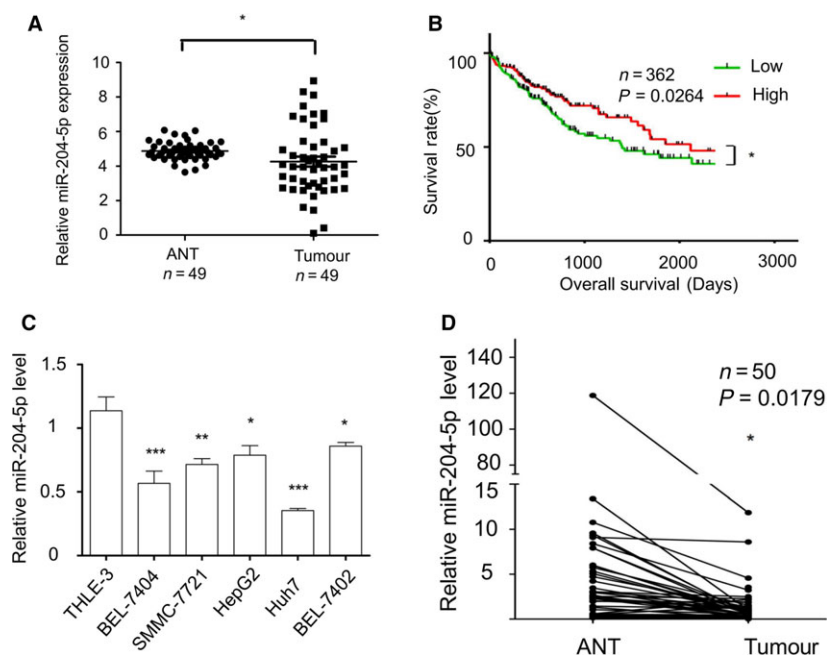 A
*
Relative miR-204-5p expression
10
8
6
4
2
0
ANT
n = 49
Tumour
n = 49
B
100
50
0
Survival rate(%)
n = 362
P = 0.0264
Low
High
*
0
1000
2000
3000
Overall survival (Days)
C
Relative miR-204-5p level
1.5
1
0.5
0
***
**
*
***
*
THLE-3
BEL-7404
SMMC-7721
HepG2
Huh7
BEL-7402
D
Relative miR-204-5p level
140
120
100
80
60
40
20
15
10
5
n = 50
P = 0.0179
*
ANT
Tumour